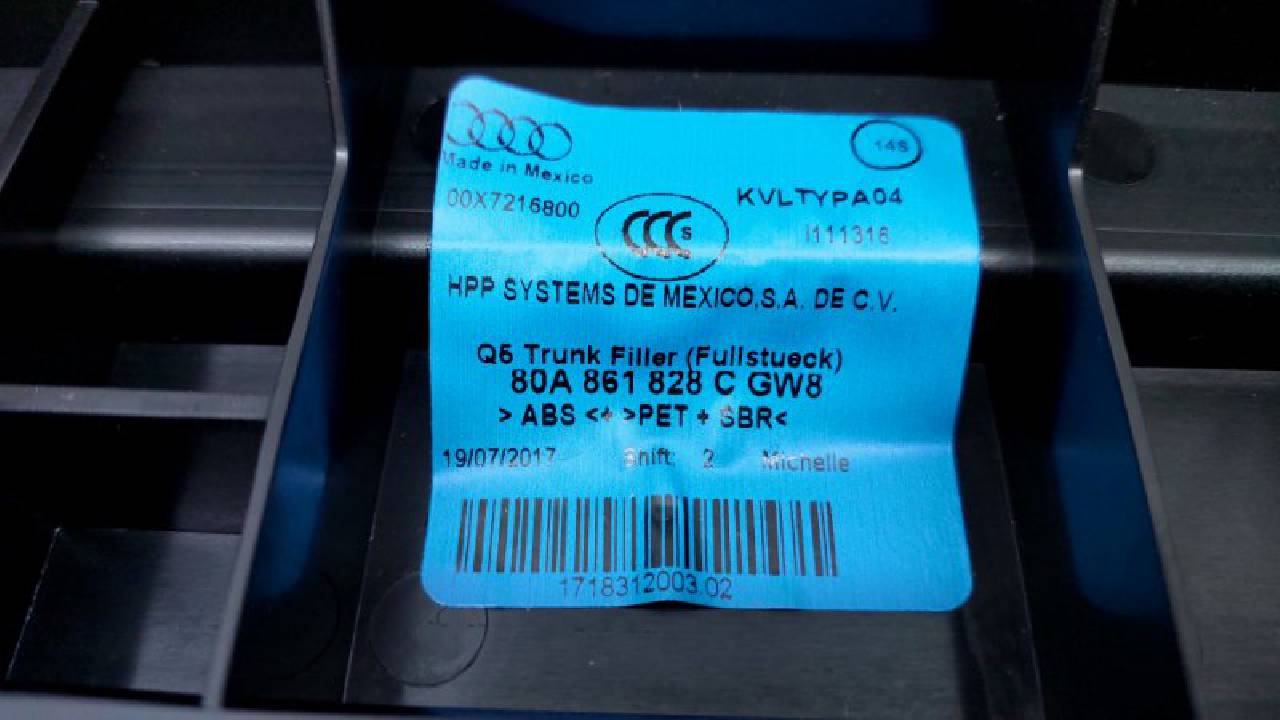 14S
Made in Mexico
00X7216800
KVLTYPA04
I111316
CCC S
HPP SYSTEMS DE MEXICO,S.A. DE C.V.
Q5 Trunk Filler (Fullstueck)
80A 861 828 C GW8
> ABS <+ >PET + SBR<
19/07/2017 Shift: 2 Michelle
1718312003.02